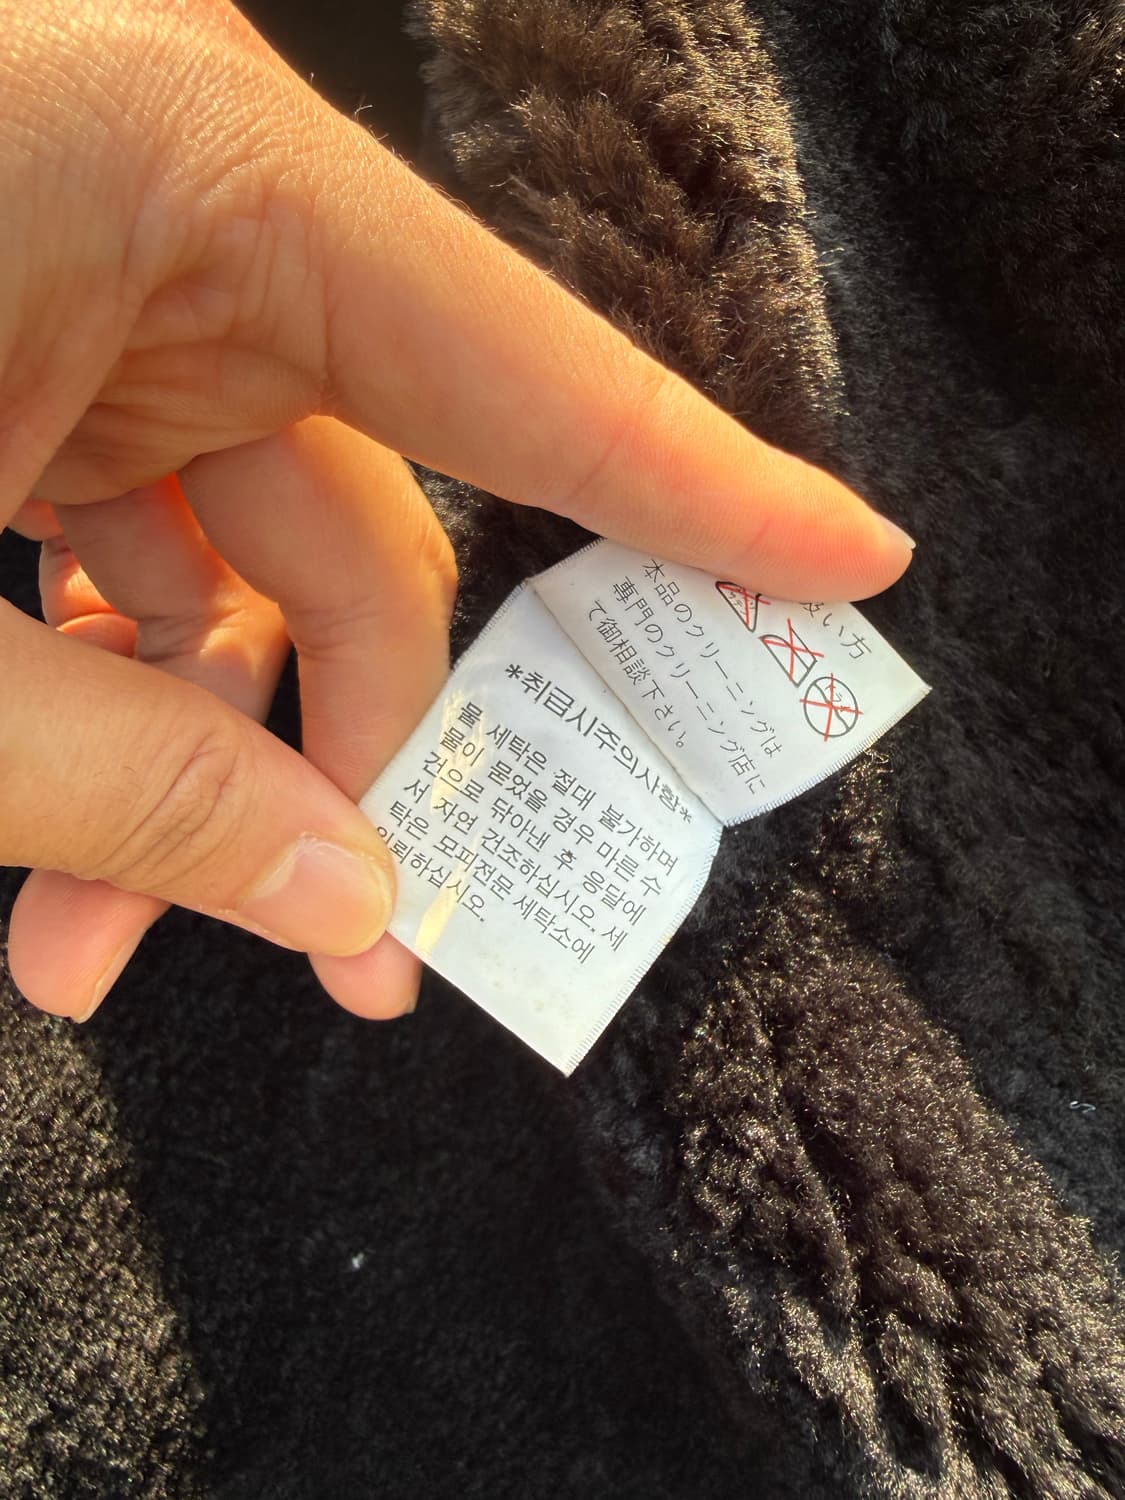 い方
本品のクリーニングは
専門のクリーニング店に
て御相談下さい。
*취급시주의사항*
물 세탁은 절대 불가하며
물이 묻었을 경우 마른 수
건으로 닦아낸 후 응달에
서 자연 건조하십시오. 세
탁은 모피전문 세탁소에
의뢰하십시오.